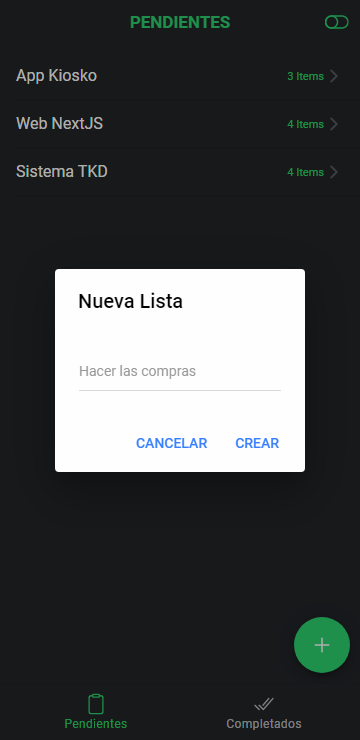 PENDIENTES
App Kiosko 3 Items
Web NextJS 4 Items
Sistema TKD 4 Items
Nueva Lista
Hacer las compras
CANCELAR CREAR
Pendientes Completados